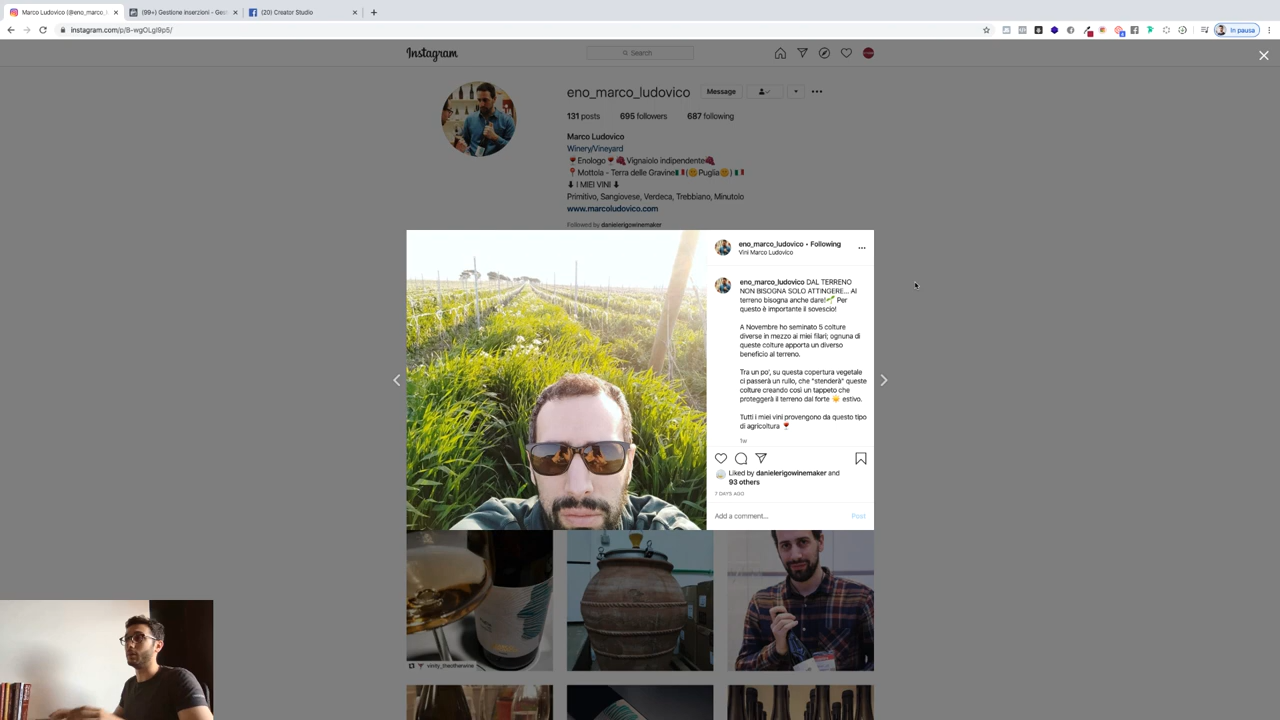 Marco Ludovico (@eno_marco_
(99+) Gestione inserzioni - Ges
(20) Creator Studio
instagram.com/p/B-wgOLgI9p5/
In pausa
Instagram
Search
eno_marco_ludovico
Message
131 posts 695 followers 687 following
Marco Ludovico
Winery/Vineyard
🍷Enologo🍷🍇Vignaiolo indipendente🍇
📍Mottola - Terra delle Gravine🇮🇹(🌞Puglia🌞) 🇮🇹
⬇ I MIEI VINI ⬇
Primitivo, Sangiovese, Verdeca, Trebbiano, Minutolo
www.marcoludovico.com
Followed by danielerigowinemaker
eno_marco_ludovico • Following
Vini Marco Ludovico
eno_marco_ludovico DAL TERRENO
NON BISOGNA SOLO ATTINGERE... Al
terreno bisogna anche dare!🌱 Per
questo è importante il sovescio!
A Novembre ho seminato 5 colture
diverse in mezzo ai miei filari; ognuna di
queste colture apporta un diverso
beneficio al terreno.
Tra un po', su questa copertura vegetale
ci passerà un rullo, che "stenderà" queste
colture creando così un tappeto che
proteggerà il terreno dal forte ☀️ estivo.
Tutti i miei vini provengono da questo tipo
di agricoltura 🍷
1w
Liked by danielerigowinemaker and
93 others
7 DAYS AGO
Add a comment...
Post